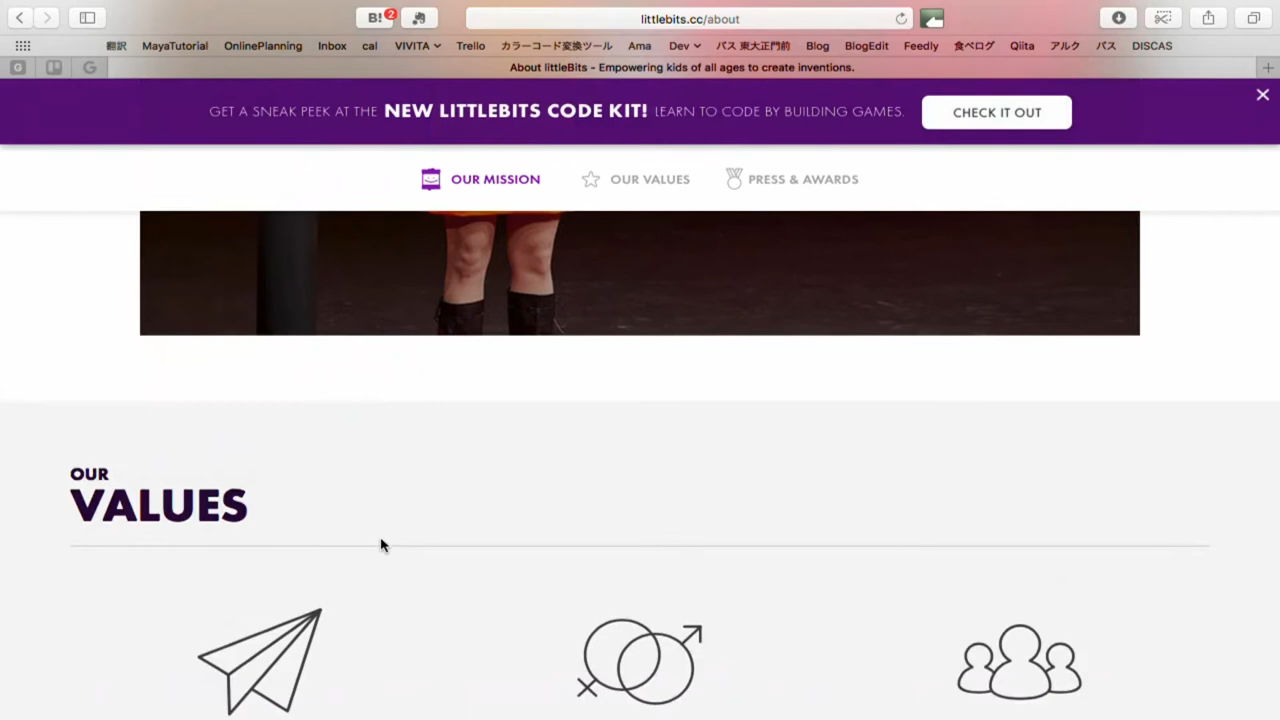 B! 2
littlebits.cc/about
翻訳 MayaTutorial OnlinePlanning Inbox cal VIVITA Trello カラーコード変換ツール Ama Dev バス 東大正門前 Blog BlogEdit Feedly 食べログ Qiita アルク バス DISCAS
G G About littleBits - Empowering kids of all ages to create inventions.
GET A SNEAK PEEK AT THE NEW LITTLEBITS CODE KIT! LEARN TO CODE BY BUILDING GAMES. CHECK IT OUT
OUR MISSION OUR VALUES PRESS & AWARDS
OUR
VALUES